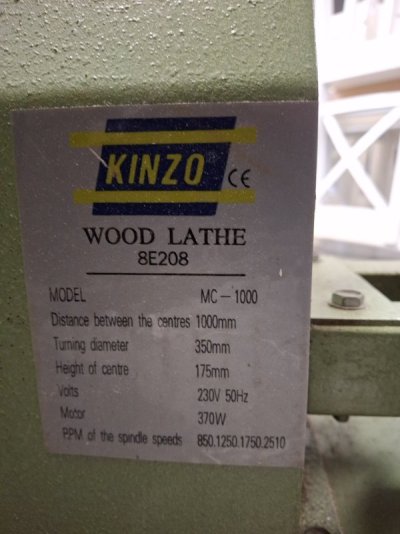 KINZO CE
WOOD LATHE
8E208
MODEL MC-1000
Distance between the centres 1000mm
Turning diameter 350mm
Height of centre 175mm
Volts 230V 50Hz
Motor 370W
RPM of the spindle speeds 850.1250.1750.2510